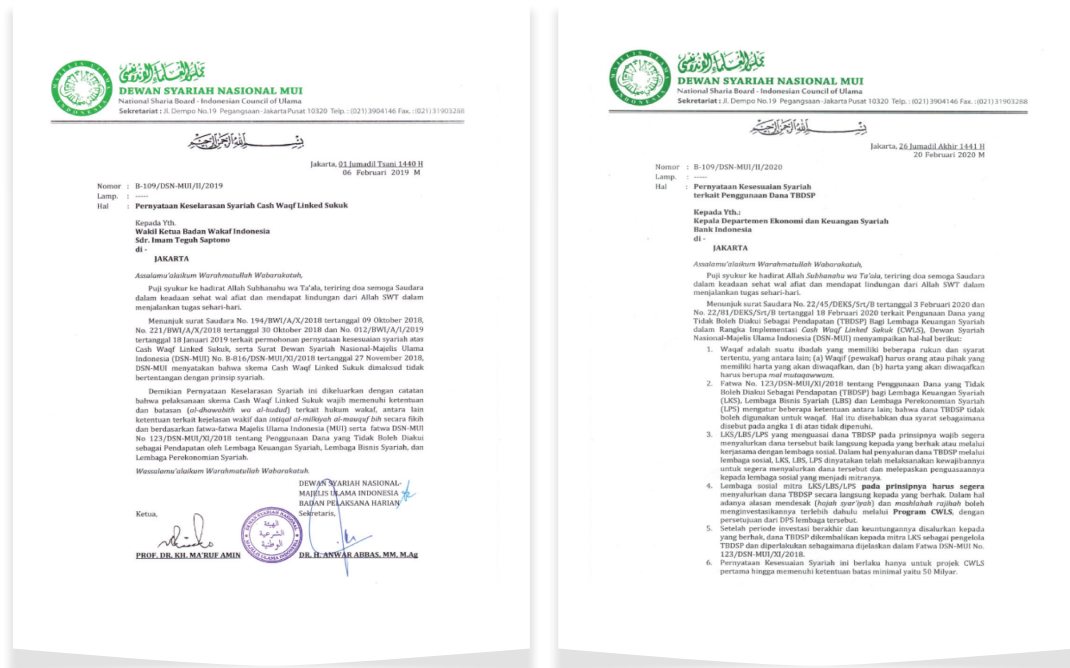 DEWAN SYARIAH NASIONAL MUI
National Sharia Board - Indonesian Council of Ulama
Sekretariat : Jl. Dempo No.19 Pegangsaan-Jakarta Pusat 10320 Telp. : (021) 3904146 Fax. : (021) 31903288
Jakarta, 01 Jumadil Tsani 1440 H
06 Februari 2019 M
Nomor : B-109/DSN-MUI/II/2019
Lamp. : -----
Hal : Pernyataan Keselarasan Syariah Cash Waqf Linked Sukuk
Kepada Yth.
Wakil Ketua Badan Wakaf Indonesia
Sdr. Imam Teguh Saptono
di -
JAKARTA
Assalamu'alaikum Warahmatullah Wabarakatuh,
Puji syukur ke hadirat Allah Subhanahu wa Ta'ala, teriring doa semoga Saudara
dalam keadaan sehat wal afiat dan mendapat lindungan dari Allah SWT dalam
menjalankan tugas sehari-hari.
Menunjuk surat Saudara No. 194/BWI/A/X/2018 tertanggal 09 Oktober 2018,
No. 221/BWI/A/X/2018 tertanggal 30 Oktober 2018 dan No. 012/BWI/A/I/2019
tertanggal 18 Januari 2019 terkait permohonan pernyataan kesesuaian syariah atas
Cash Waqf Linked Sukuk, serta Surat Dewan Syariah Nasional-Majelis Ulama
Indonesia (DSN-MUI) No. B-816/DSN-MUI/XI/2018 tertanggal 27 November 2018,
DSN-MUI menyatakan bahwa skema Cash Waqf Linked Sukuk dimaksud tidak
bertentangan dengan prinsip syariah.
Demikian Pernyataan Keselarasan Syariah ini dikeluarkan dengan catatan
bahwa pelaksanaan skema Cash Waqf Linked Sukuk wajib memenuhi ketentuan
dan batasan (al-dhawabith wa al-hudud) terkait hukum wakaf, antara lain
ketentuan terkait kejelasan wakif dan intiqal al-milkiyah al-mauquf bih secara fikih
dan berdasarkan fatwa-fatwa Majelis Ulama Indonesia (MUI) serta fatwa DSN-MUI
No 123/DSN-MUI/XI/2018 tentang Penggunaan Dana yang Tidak Boleh Diakui
sebagai Pendapatan oleh Lembaga Keuangan Syariah, Lembaga Bisnis Syariah, dan
Lembaga Perekonomian Syariah.
Wassalamu'alaikum Warahmatullah Wabarakatuh.
DEWAN SYARIAH NASIONAL-
MAJELIS ULAMA INDONESIA
BADAN PELAKSANA HARIAN
Ketua, Sekretaris,
PROF. DR. KH. MA'RUF AMIN DR. H. ANWAR ABBAS, MM, M.Ag
DEWAN SYARIAH NASIONAL MUI
National Sharia Board - Indonesian Council of Ulama
Sekretariat : Jl. Dempo No.19 Pegangsaan-Jakarta Pusat 10320 Telp. : (021) 3904146 Fax. : (021) 31903288
Jakarta, 26 Jumadil Akhir 1441 H
20 Februari 2020 M
Nomor : B-109/DSN-MUI/II/2020
Lamp. : -----
Hal : Pernyataan Kesesuaian Syariah
terkait Penggunaan Dana TBDSP
Kepada Yth.:
Kepala Departemen Ekonomi dan Keuangan Syariah
Bank Indonesia
di -
JAKARTA
Assalamu'alaikum Warahmatullah Wabarakatuh,
Puji syukur ke hadirat Allah Subhanahu wa Ta'ala, teriring doa semoga Saudara
dalam keadaan sehat wal afiat dan mendapat lindungan dari Allah SWT dalam
menjalankan tugas sehari-hari.
Menunjuk surat Saudara No. 22/45/DEKS/Srt/B tertanggal 3 Februari 2020 dan
No. 22/81/DEKS/Srt/B tertanggal 18 Februari 2020 terkait Pengunaan Dana yang
Tidak Boleh Diakui Sebagai Pendapatan (TBDSP) Bagi Lembaga Keuangan Syariah
dalam Rangka Implementasi Cash Waqf Linked Sukuk (CWLS), Dewan Syariah
Nasional-Majelis Ulama Indonesia (DSN-MUI) menyampaikan hal-hal berikut:
1. Waqaf adalah suatu ibadah yang memiliki beberapa rukun dan syarat
tertentu, yang antara lain; (a) Waqif (pewakaf) harus orang atau pihak yang
memiliki harta yang akan diwaqafkan, dan (b) harta yang akan diwaqafkan
harus berupa mal mutaqawwam.
2. Fatwa No. 123/DSN-MUI/XI/2018 tentang Penggunaan Dana yang Tidak
Boleh Diakui Sebagai Pendapatan (TBDSP) bagi Lembaga Keuangan Syariah
(LKS), Lembaga Bisnis Syariah (LBS) dan Lembaga Perekonomian Syariah
(LPS) mengatur beberapa ketentuan antara lain; bahwa dana TBDSP tidak
boleh digunakan untuk waqaf. Hal itu disebabkan dua syarat sebagaimana
disebut pada angka 1 di atas tidak dipenuhi.
3. LKS/LBS/LPS yang menguasai dana TBDSP pada prinsipnya wajib segera
menyalurkan dana tersebut baik langsung kepada yang berhak atau melalui
kerjasama dengan lembaga sosial. Dalam hal penyaluran dana TBDSP melalui
lembaga sosial, LKS, LBS, LPS dinyatakan telah melaksanakan kewajibannya
untuk segera menyalurkan dana tersebut dan melepaskan penguasaannya
kepada lembaga sosial yang menjadi mitranya.
4. Lembaga sosial mitra LKS/LBS/LPS pada prinsipnya harus segera
menyalurkan dana TBDSP secara langsung kepada yang berhak. Dalam hal
adanya alasan mendesak (hajah syar'iyah) dan mashlahah rajihah boleh
menginvestasikannya terlebih dahulu melalui Program CWLS, dengan
persetujuan dari DPS lembaga tersebut.
5. Setelah periode investasi berakhir dan keuntungannya disalurkan kepada
yang berhak, dana TBDSP dikembalikan kepada mitra LKS sebagai pengelola
TBDSP dan diperlakukan sebagaimana dijelaskan dalam Fatwa DSN-MUI No.
123/DSN-MUI/XI/2018.
6. Pernyataan Kesesuaian Syariah ini berlaku hanya untuk projek CWLS
pertama hingga memenuhi ketentuan batas minimal yaitu 50 Milyar.